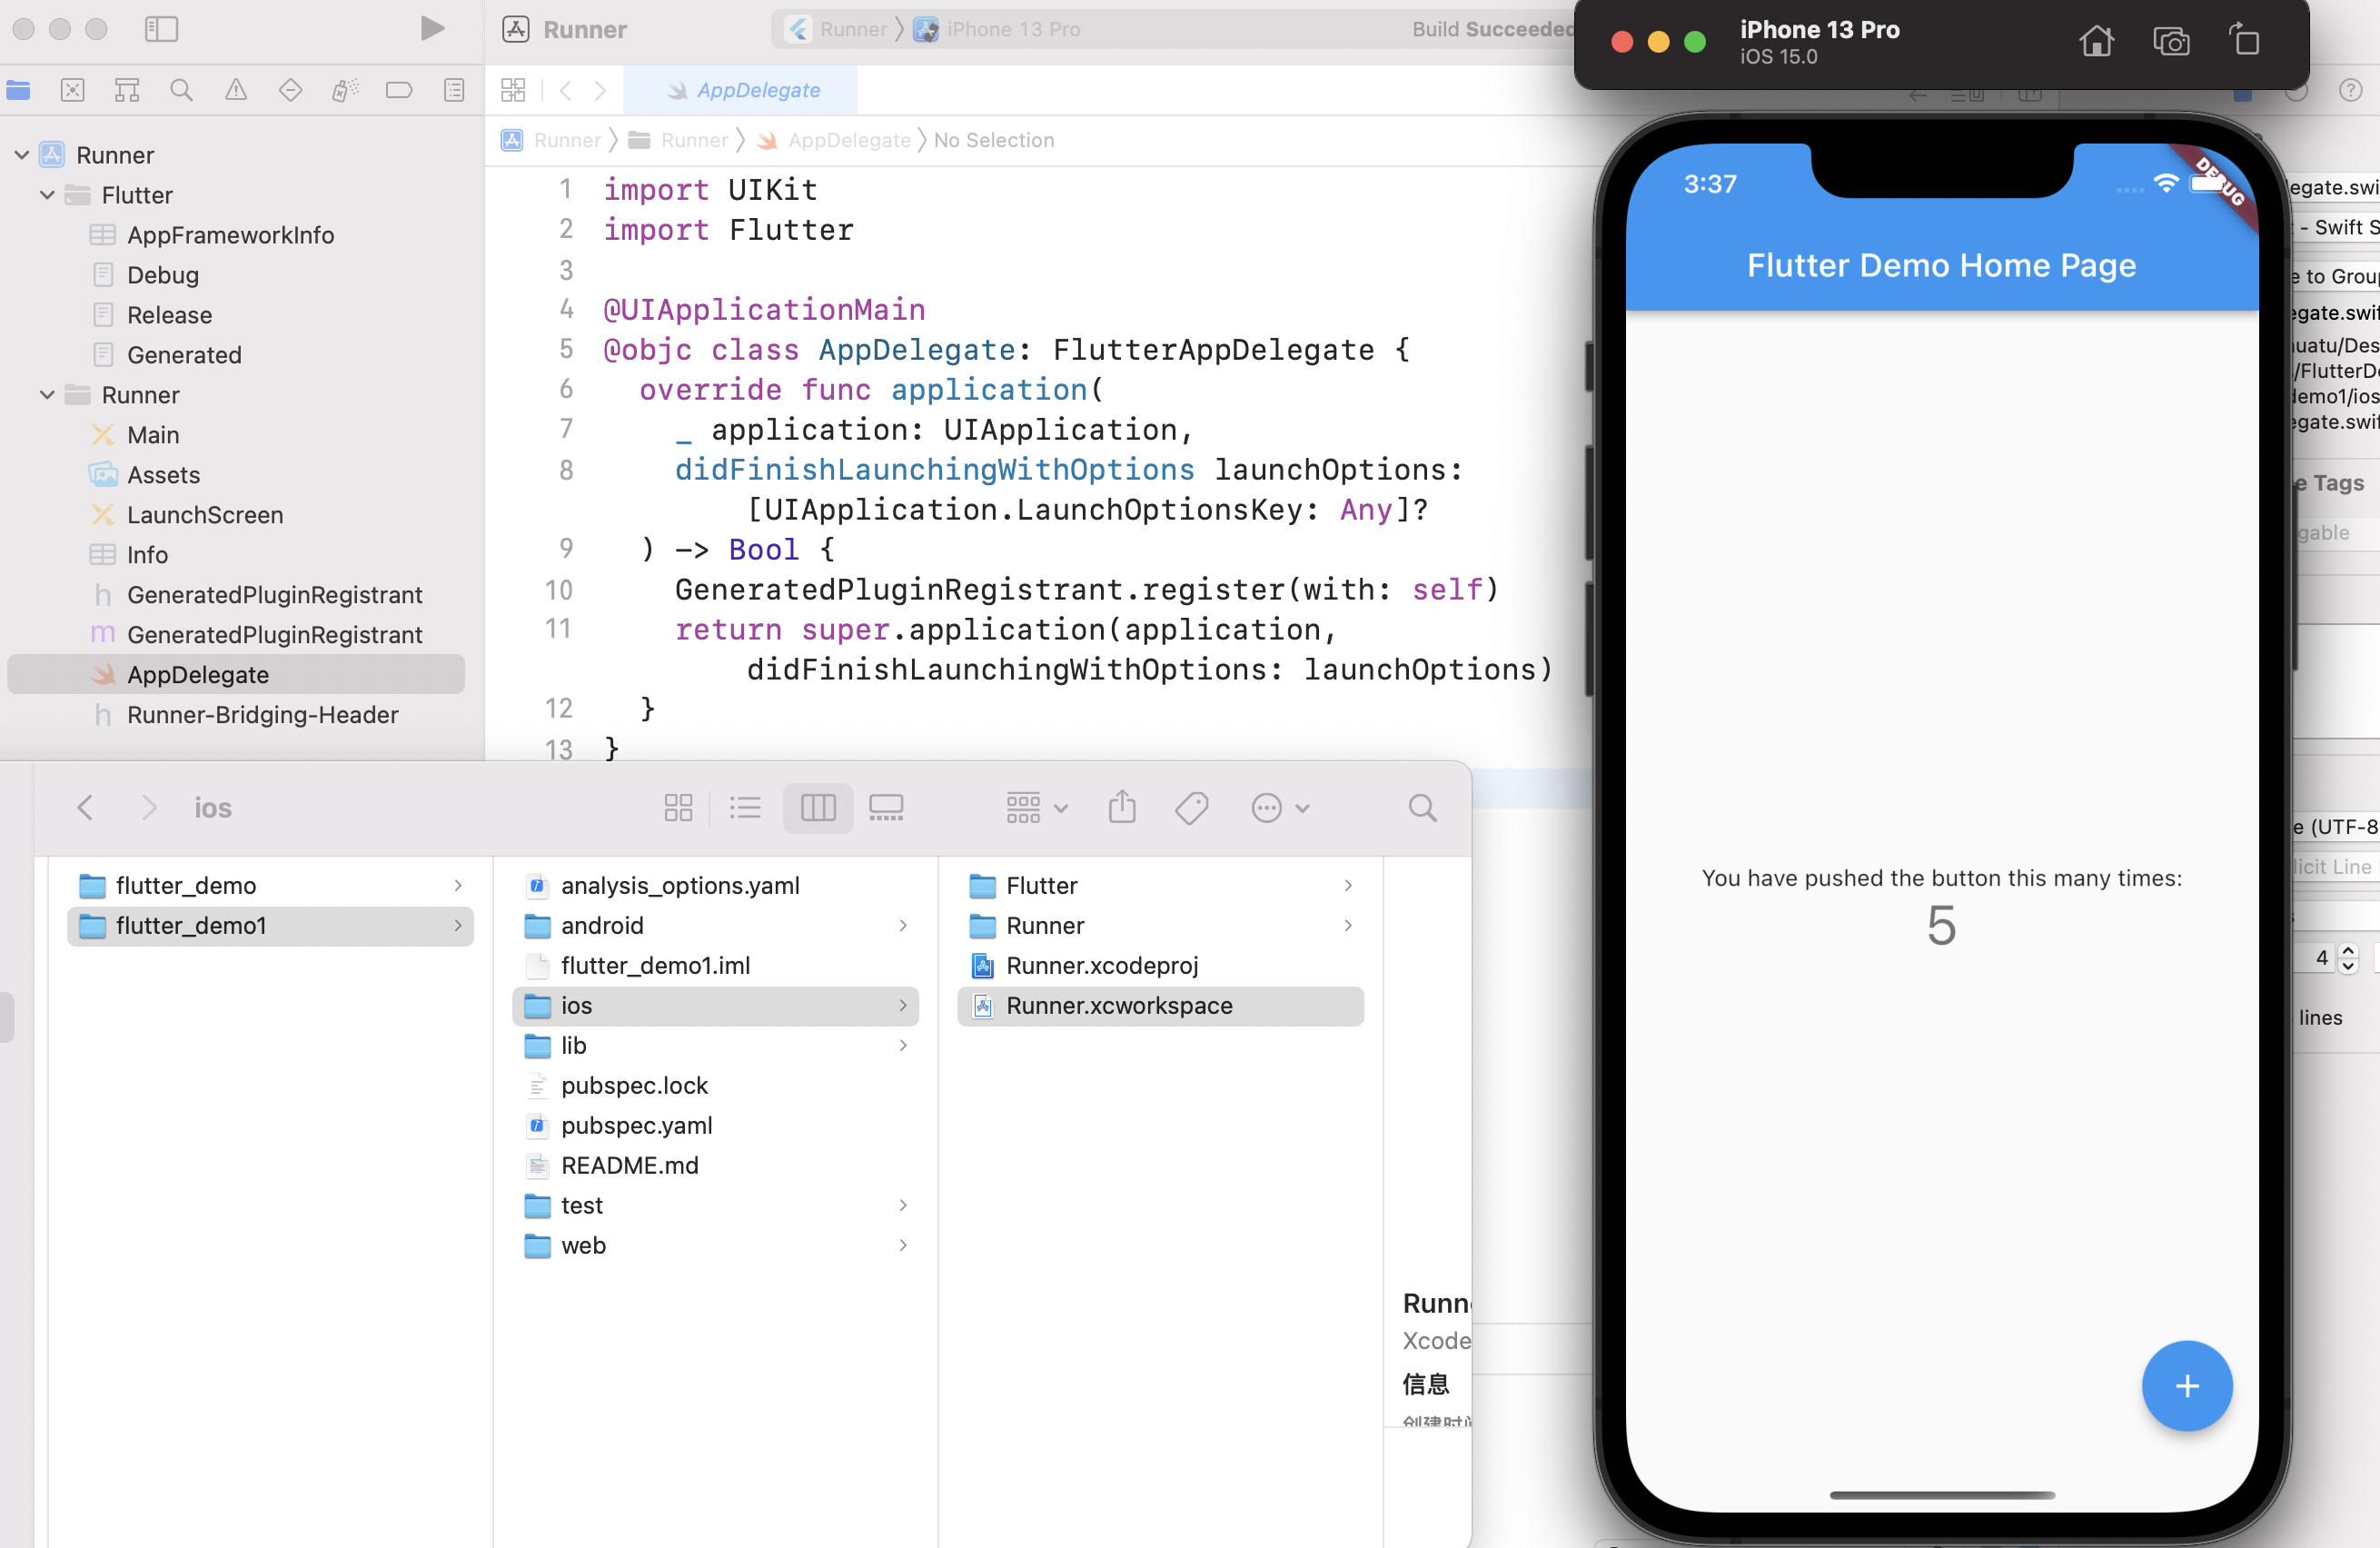 Runner
Runner
iPhone 13 Pro
Build Succeeded
AppDelegate
Runner
Runner
AppDelegate
No Selection
Runner
Flutter
AppFrameworkInfo
Debug
Release
Generated
Runner
Main
Assets
LaunchScreen
Info
h GeneratedPluginRegistrant
m GeneratedPluginRegistrant
AppDelegate
h Runner-Bridging-Header
1 import UIKit
2 import Flutter
3
4 @UIApplicationMain
5 @objc class AppDelegate: FlutterAppDelegate {
6 override func application(
7 _ application: UIApplication,
8 didFinishLaunchingWithOptions launchOptions:
[UIApplication.LaunchOptionsKey: Any]?
9 ) -> Bool {
10 GeneratedPluginRegistrant.register(with: self)
11 return super.application(application,
didFinishLaunchingWithOptions: launchOptions)
12 }
13 }
ios
flutter_demo
flutter_demo1
analysis_options.yaml
android
flutter_demo1.iml
ios
lib
pubspec.lock
pubspec.yaml
README.md
test
web
Flutter
Runner
Runner.xcodeproj
Runner.xcworkspace
Runn
Xcode
信息
创建时间
iPhone 13 Pro
iOS 15.0
3:37
DEBUG
Flutter Demo Home Page
You have pushed the button this many times:
5
+
egate.swi
- Swift S
e to Grou
egate.swif
uatu/Des
/FlutterD
demo1/ios
egate.swif
e Tags
gable
e (UTF-8
licit Line
4
lines